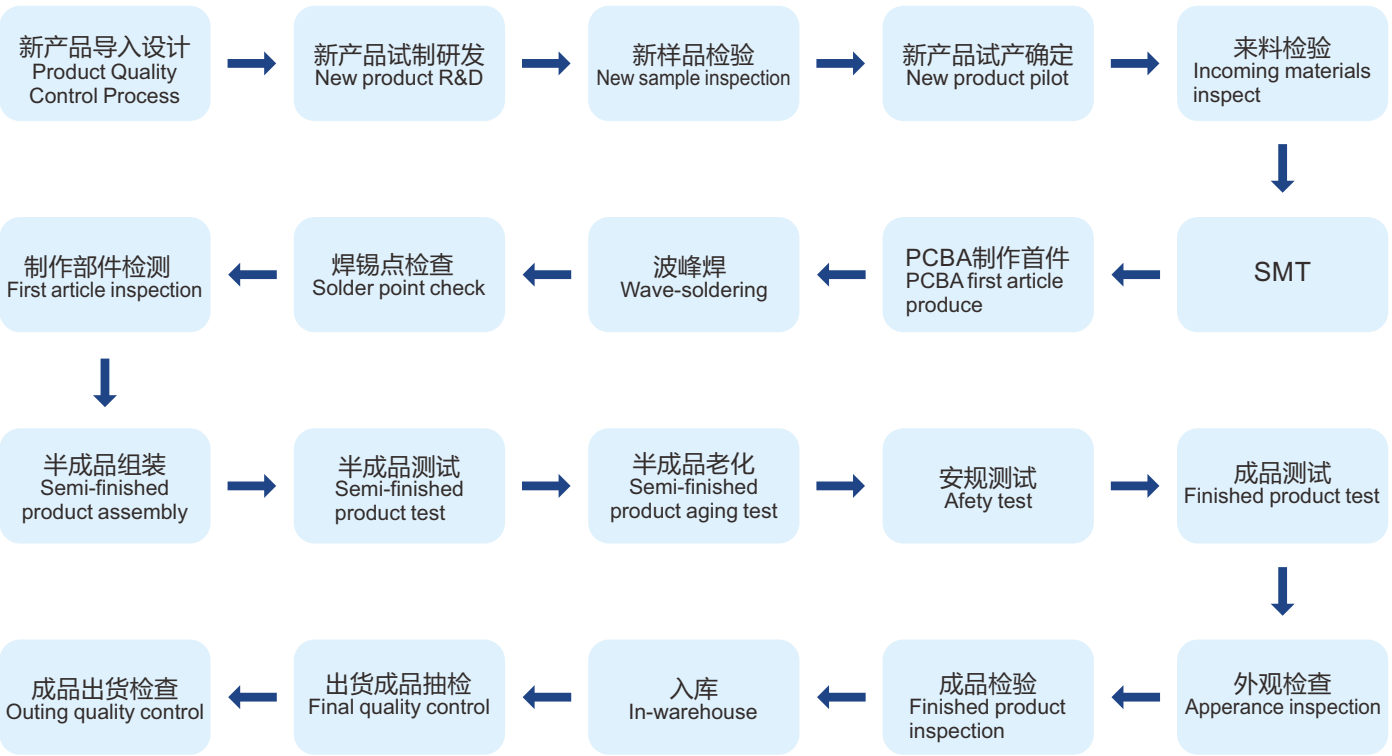 新产品导入设计
Product Quality
Control Process
新产品试制研发
New product R&D
新样品检验
New sample inspection
新产品试产确定
New product pilot
来料检验
Incoming materials
inspect
SMT
PCBA制作首件
PCBA first article
produce
波峰焊
Wave-soldering
焊锡点检查
Solder point check
制作部件检测
First article inspection
半成品组装
Semi-finished
product assembly
半成品测试
Semi-finished
product test
半成品老化
Semi-finished
product aging test
安规测试
Afety test
成品测试
Finished product test
外观检查
Apperance inspection
成品检验
Finished product
inspection
入库
In-warehouse
出货成品抽检
Final quality control
成品出货检查
Outing quality control